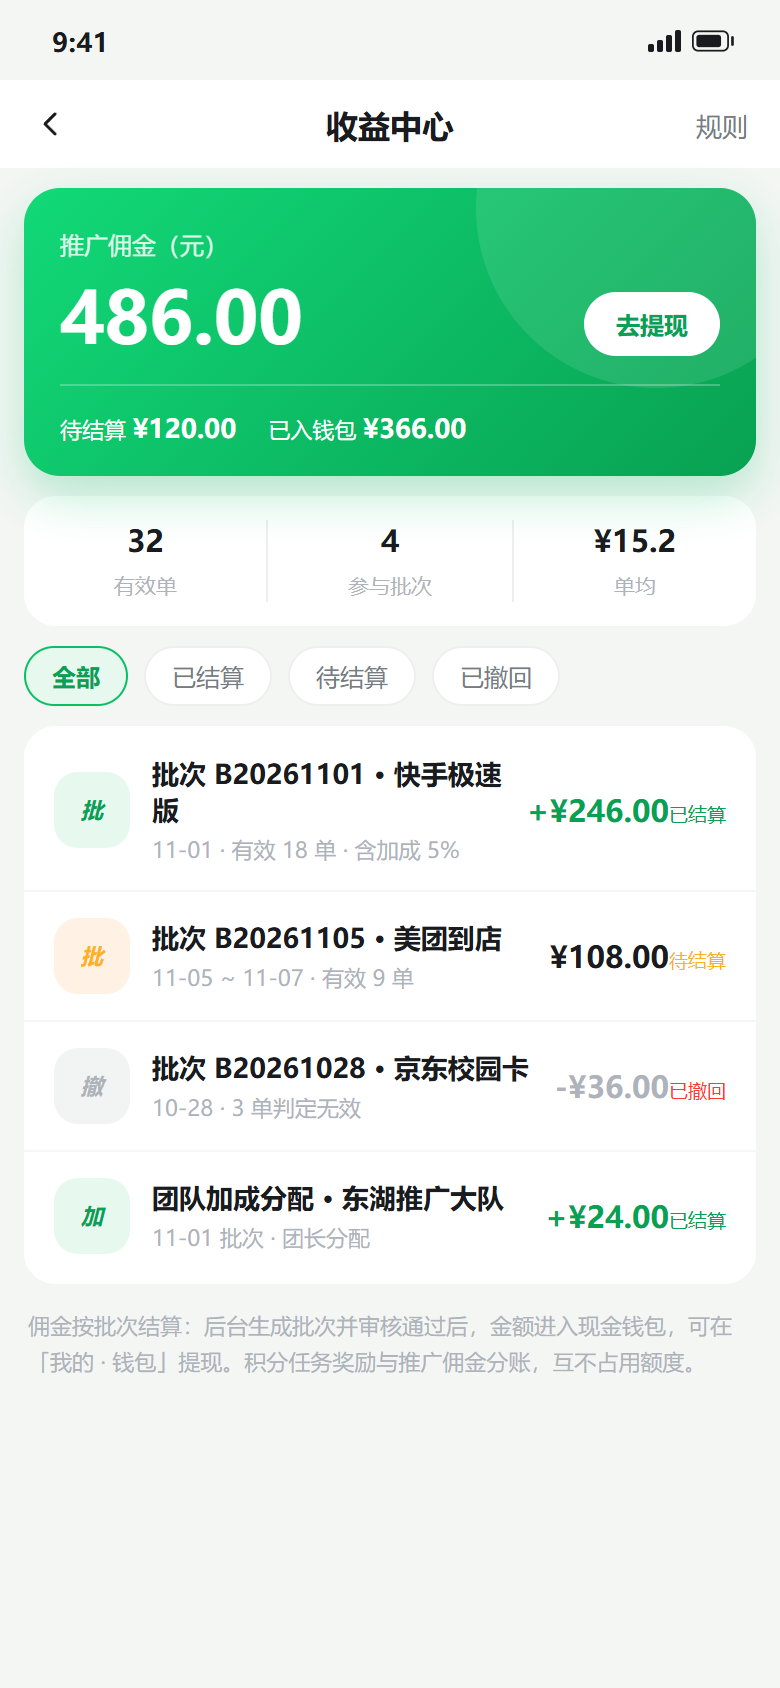 9:41
收益中心
规则
推广佣金（元）
486.00
去提现
待结算 ¥120.00 已入钱包 ¥366.00
32
有效单
4
参与批次
¥15.2
单均
全部
已结算
待结算
已撤回
批
批次 B20261101 · 快手极速
版
11-01 · 有效 18 单 · 含加成 5%
+¥246.00已结算
批
批次 B20261105 · 美团到店
11-05 ~ 11-07 · 有效 9 单
¥108.00待结算
撤
批次 B20261028 · 京东校园卡
10-28 · 3 单判定无效
-¥36.00已撤回
加
团队加成分配 · 东湖推广大队
11-01 批次 · 团长分配
+¥24.00已结算
佣金按批次结算：后台生成批次并审核通过后，金额进入现金钱包，可在
「我的 · 钱包」提现。积分任务奖励与推广佣金分账，互不占用额度。